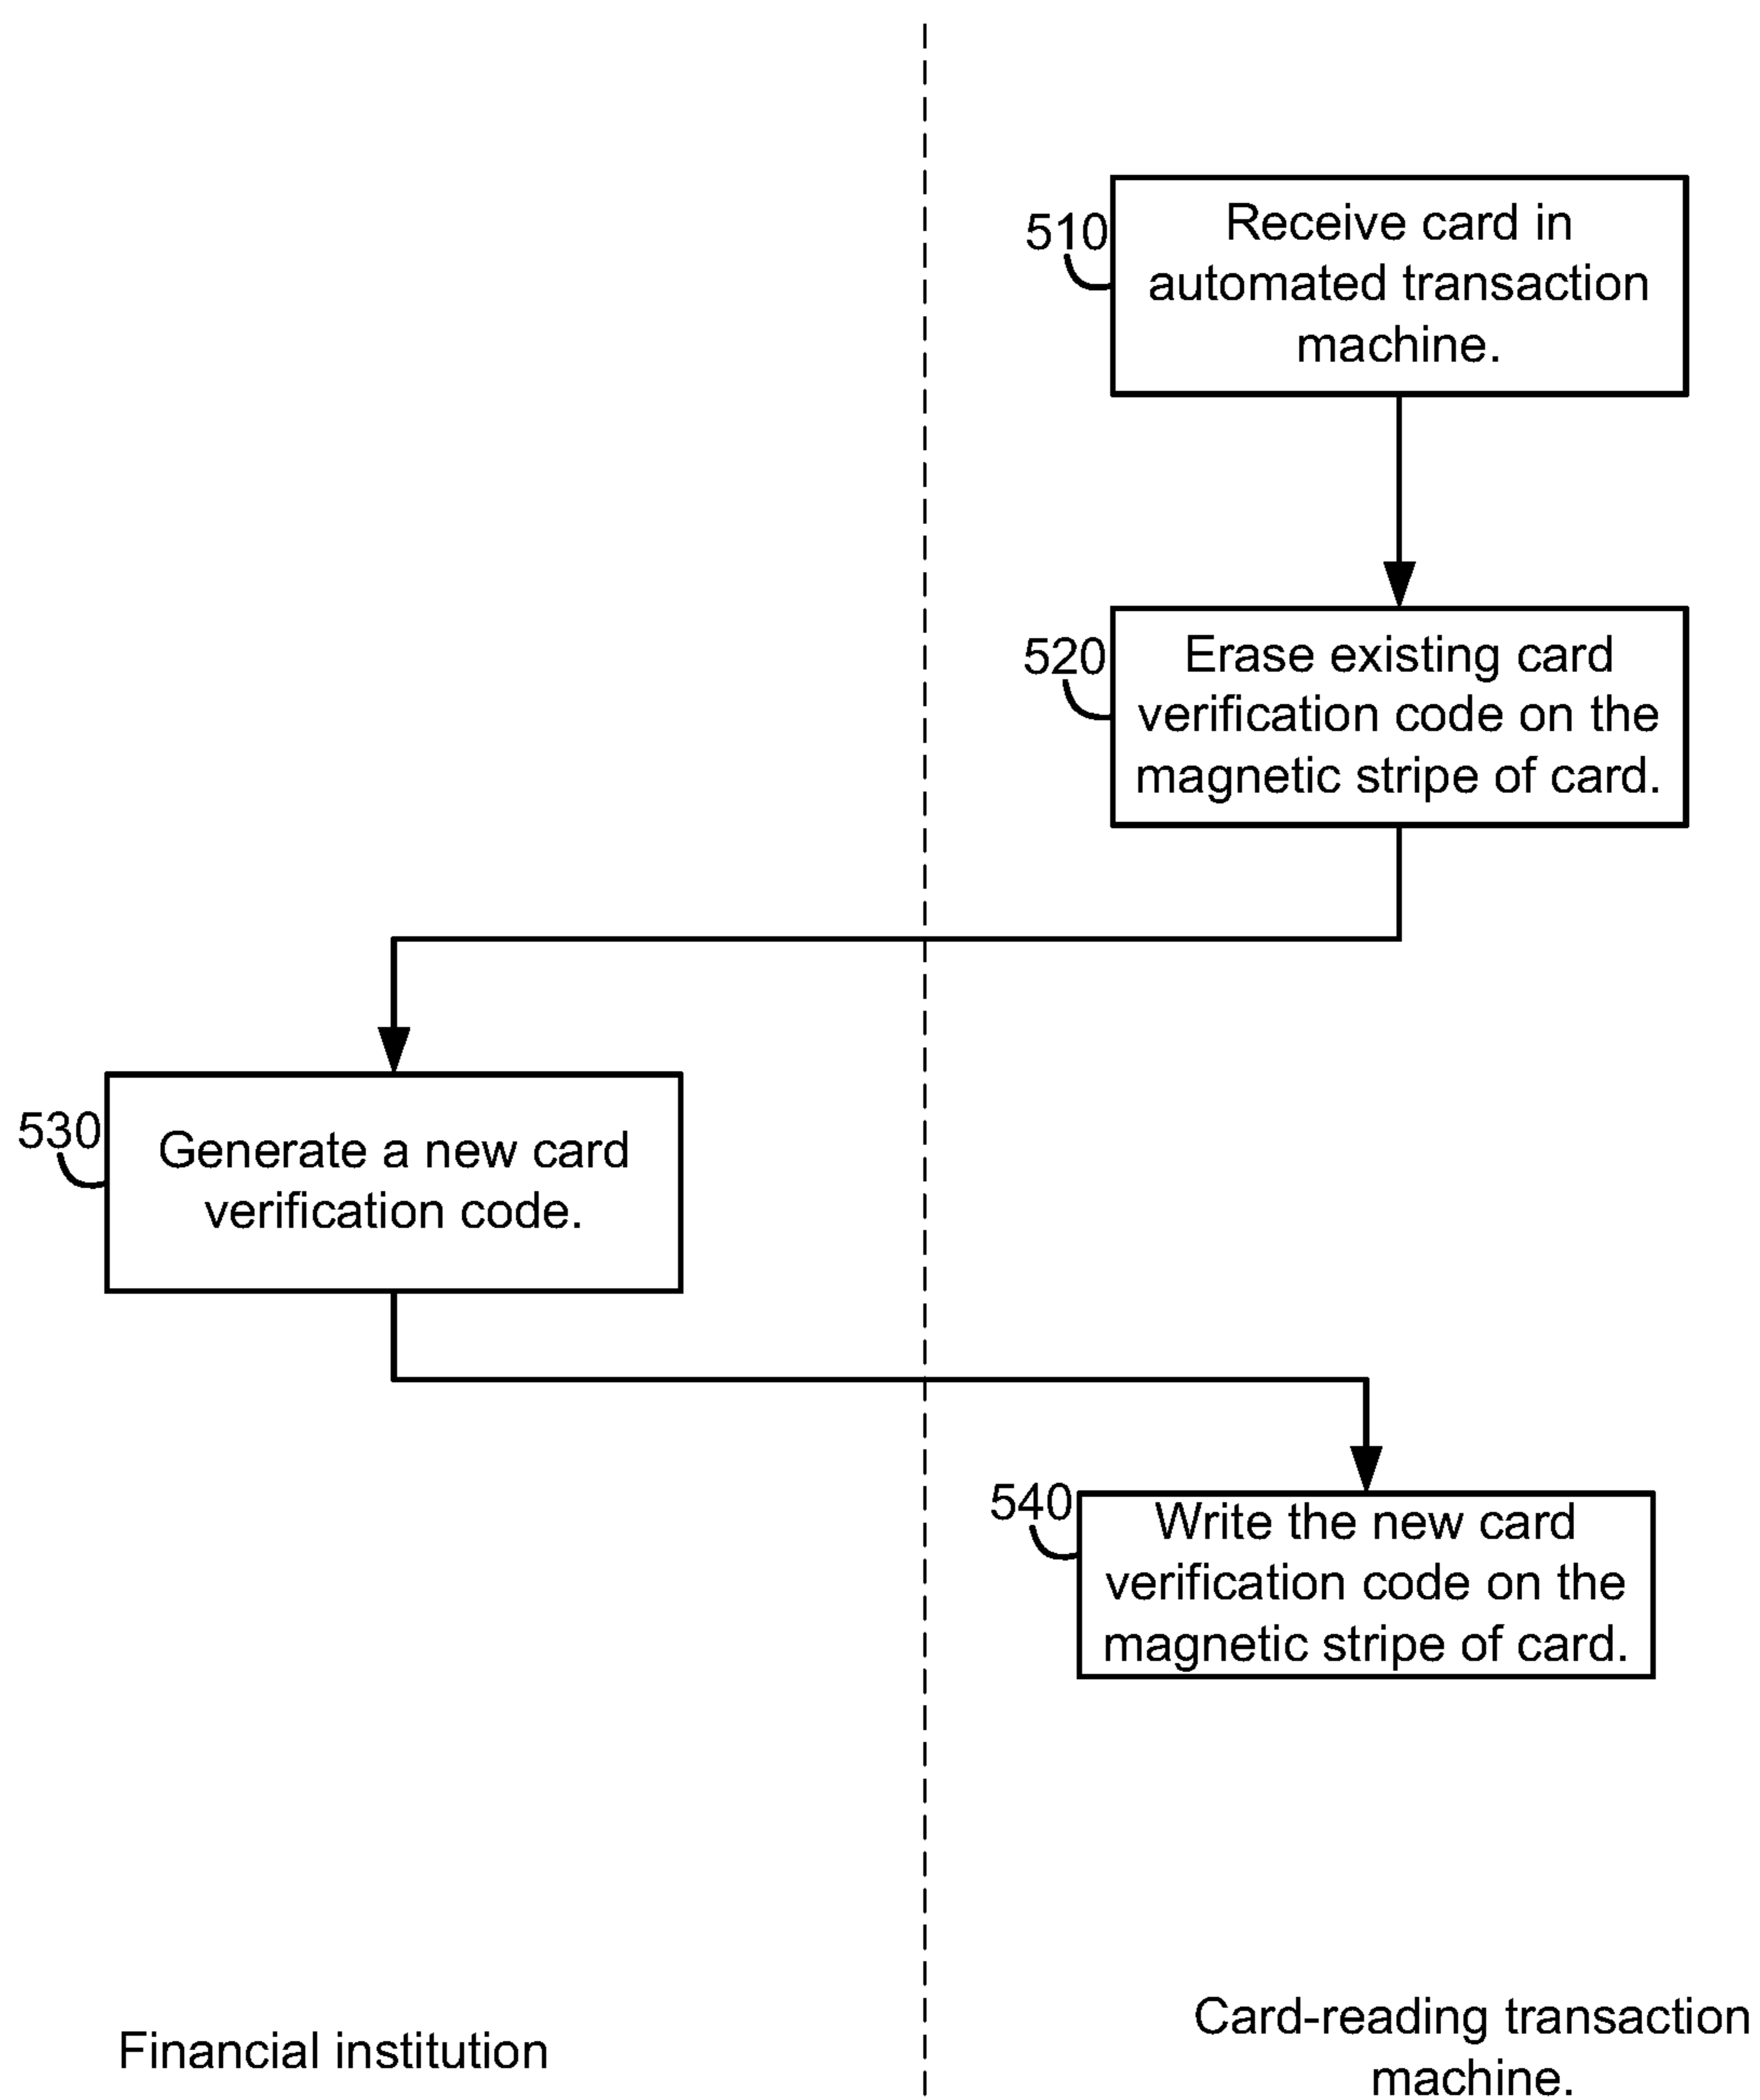 510
Receive card in
automated transaction
machine.
520
Erase existing card
verification code on the
magnetic stripe of card.
530
Generate a new card
verification code.
540
Write the new card
verification code on the
magnetic stripe of card.
Financial institution
Card-reading transaction
machine.